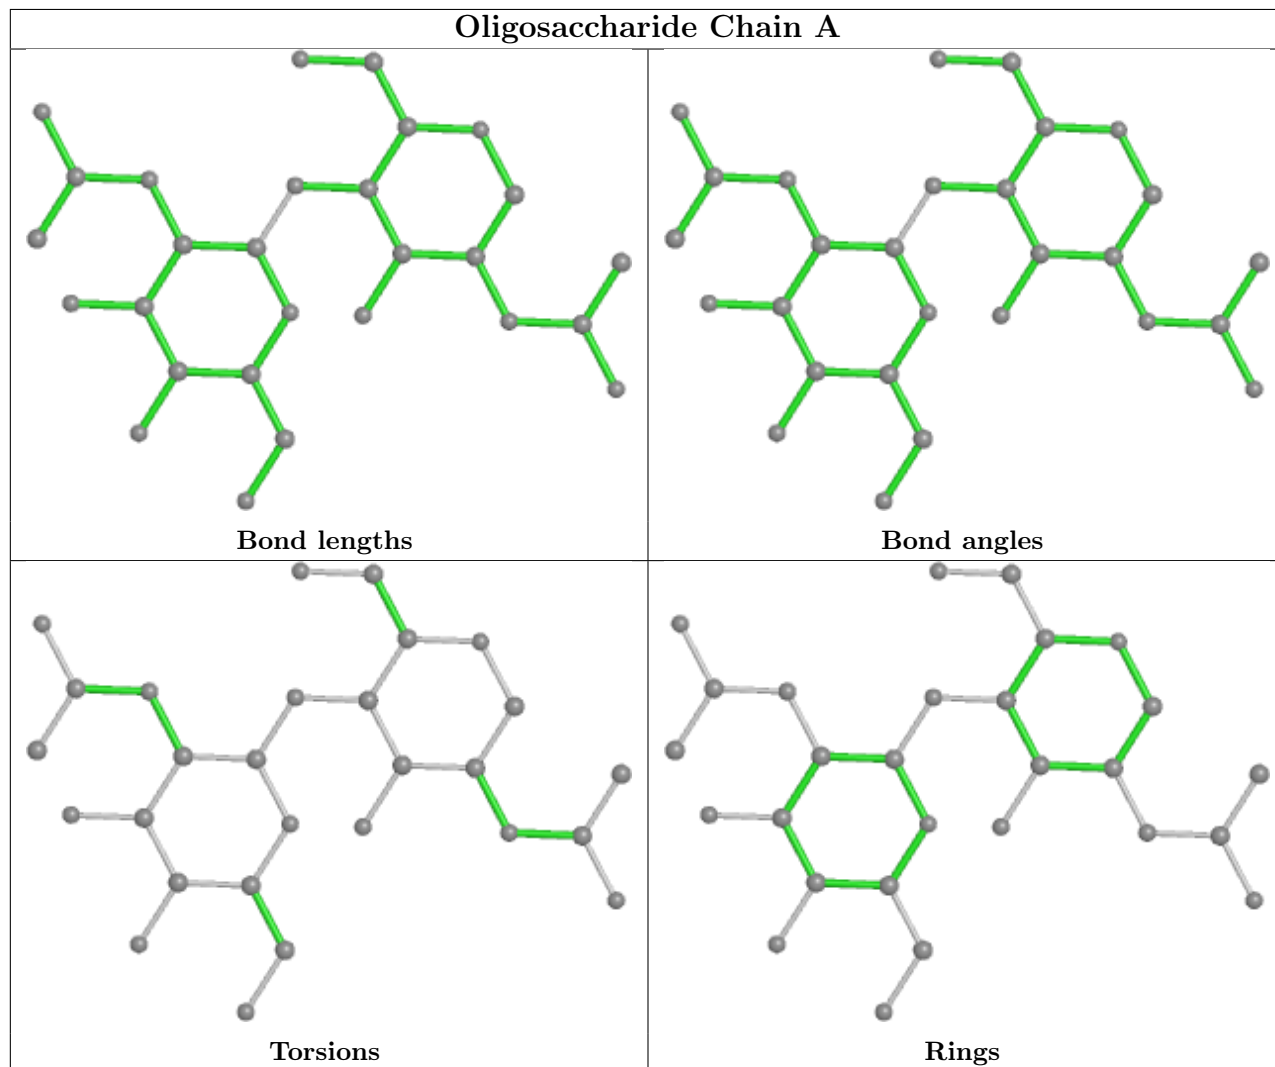 Oligosaccharide Chain A
Bond lengths
Bond angles
Torsions
Rings